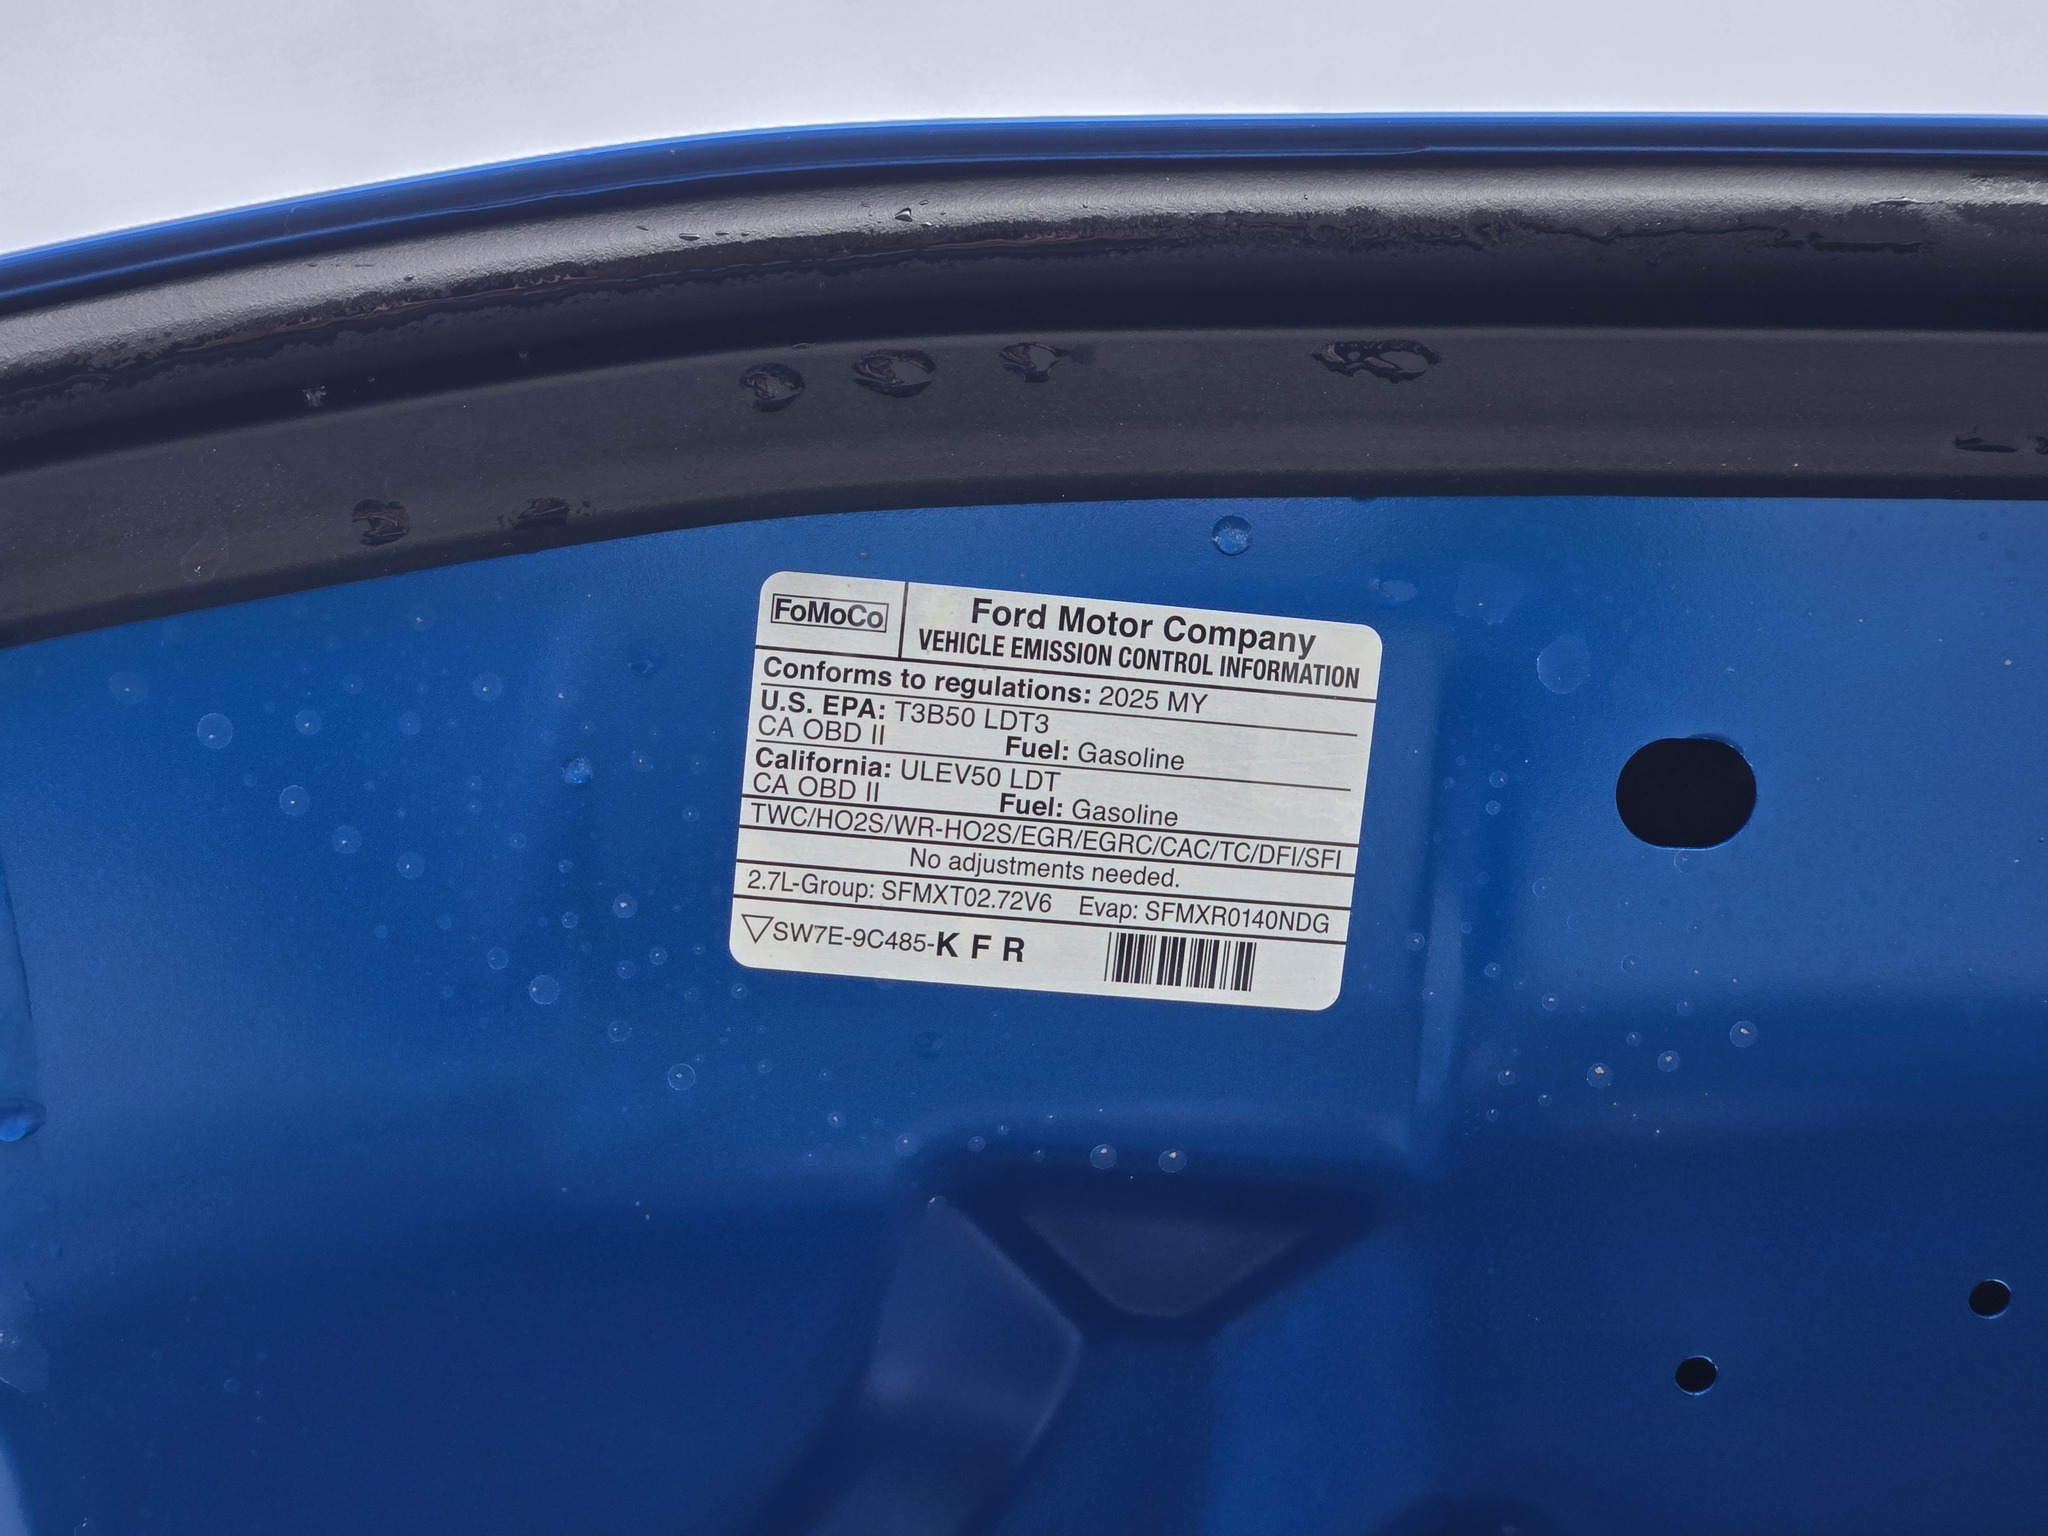 FoMoCo
Ford Motor Company
VEHICLE EMISSION CONTROL INFORMATION
Conforms to regulations: 2025 MY
U.S. EPA: T3B50 LDT3
CA OBD II Fuel: Gasoline
California: ULEV50 LDT
CA OBD II Fuel: Gasoline
TWC/HO2S/WR-HO2S/EGR/EGRC/CAC/TC/DFI/SFI
No adjustments needed.
2.7L-Group: SFMXT02.72V6 Evap: SFMXR0140NDG
SW7E-9C485-K F R